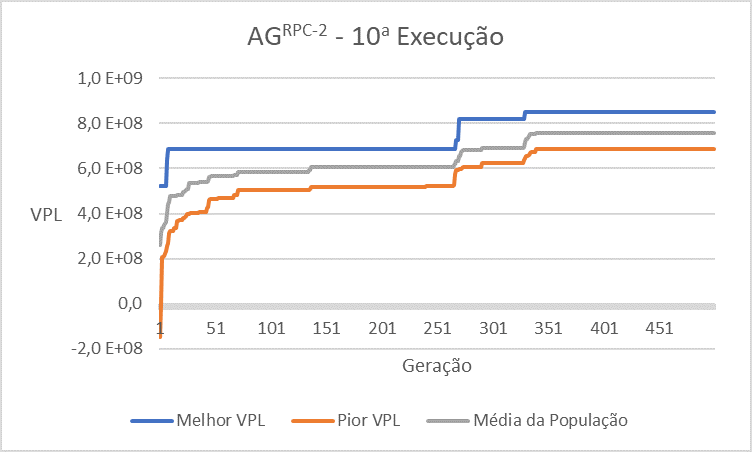 AGᴿᴾᶜ⁻² - 10ª Execução
1,0 E+09
8,0 E+08
6,0 E+08
VPL
4,0 E+08
2,0 E+08
0,0
1 51 101 151 201 251 301 351 401 451
-2,0 E+08
Geração
Melhor VPL Pior VPL Média da População